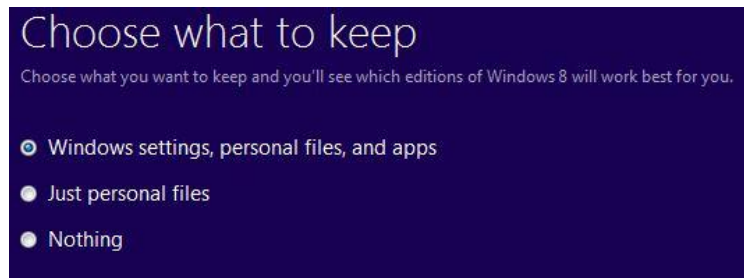 Choose what to keep
Choose what you want to keep and you'll see which editions of Windows 8 will work best for you.
Windows settings, personal files, and apps
Just personal files
Nothing